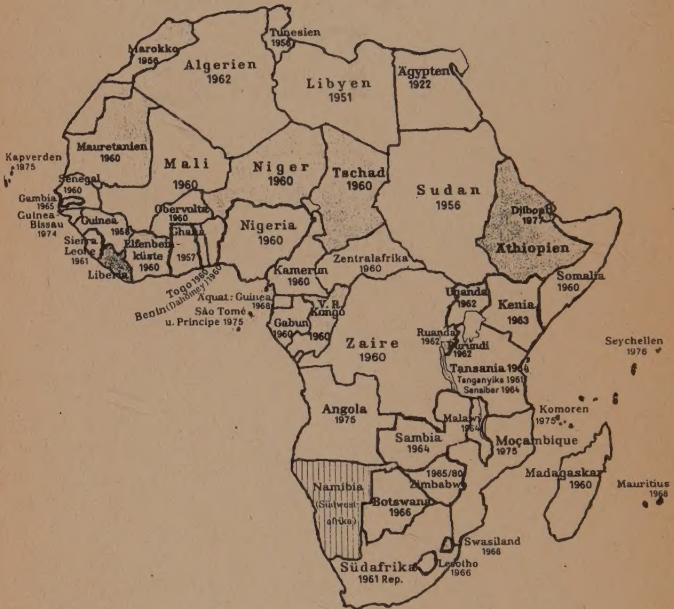 Marokko
1956
Tunesien
1956
Algerien
1962
Libyen
1951
Ägypten
1922
Mauretanien
1960
Mali
1960
Niger
1960
Tschad
1960
Sudan
1956
Kapverden
1975
Senegal
1960
Gambia
1965
Guinea
Bissau
1974
Guinea
1958
Sierra
Leone
1961
Liberia
Elfenbein
küste
1960
Obervolta
1960
Ghana
1957
Togo 1960
Benin (Dahomey) 1960
Nigeria
1960
Kamerun
1960
Zentralafrika
1960
Djibouti
1977
Äthiopien
Somalia
1960
Äquat. Guinea
1968
São Tomé
u. Príncipe 1975
Gabun
1960
V. R.
Kongo
1960
Zaire
1960
Uganda
1962
Kenia
1963
Ruanda
1962
Burundi
1962
Tansania 1964
Tanganyika 1961
Sansibar 1964
Seychellen
1976
Angola
1975
Sambia
1964
Malawi
1964
Komoren
1975
Moçambique
1975
Madagaskar
1960
Mauritius
1968
1965/80
Zimbabwe
Namibia
(Südwest-
afrika)
Botswana
1966
Swasiland
1966
Lesotho
1966
Südafrika
1961 Rep.